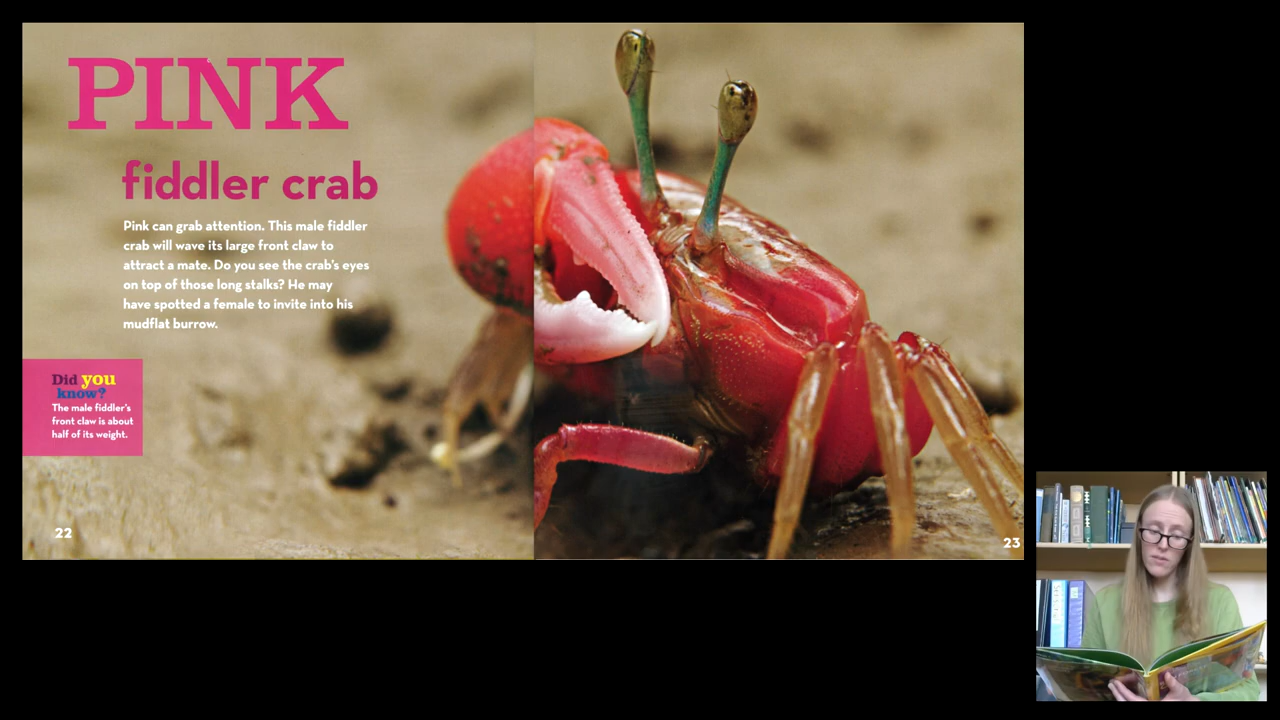 PINK
fiddler crab
Pink can grab attention. This male fiddler
crab will wave its large front claw to
attract a mate. Do you see the crab's eyes
on top of those long stalks? He may
have spotted a female to invite into his
mudflat burrow.
Did you
know?
The male fiddler's
front claw is about
half of its weight.
22
23